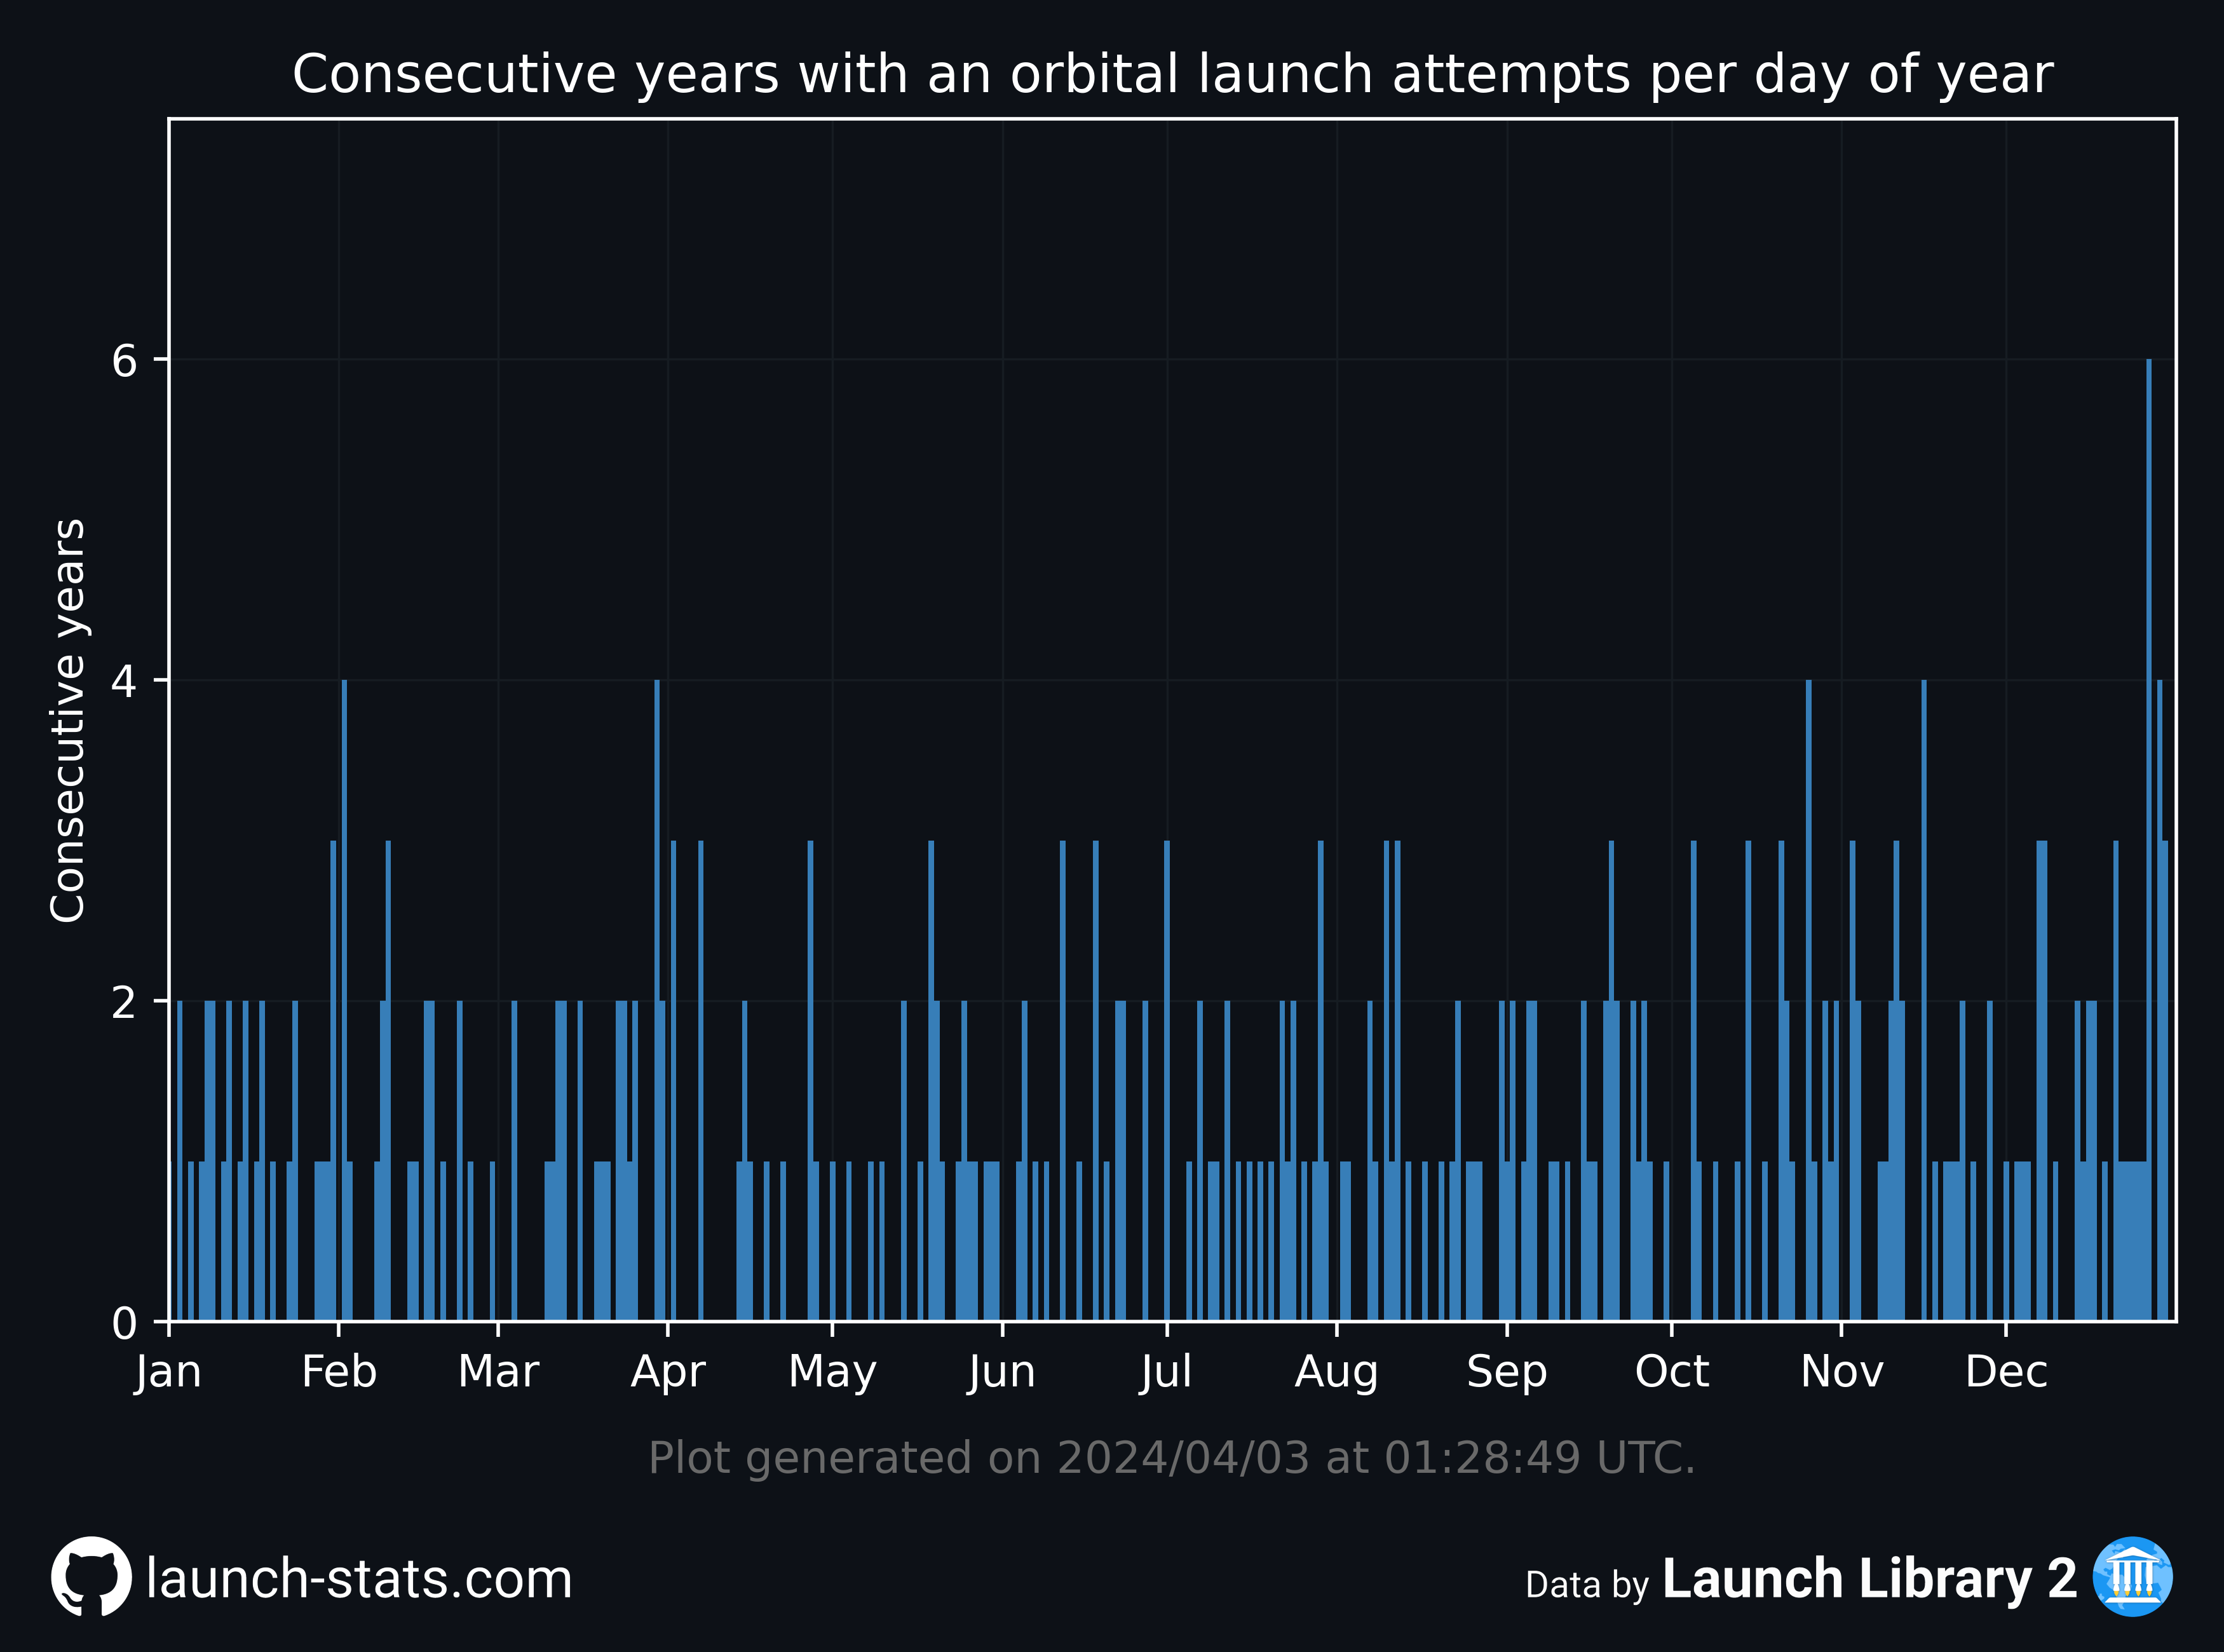 Consecutive years with an orbital launch attempts per day of year
Consecutive years
6
4
2
0
Jan Feb Mar Apr May Jun Jul Aug Sep Oct Nov Dec
Plot generated on 2024/04/03 at 01:28:49 UTC.
launch-stats.com
Data by Launch Library 2